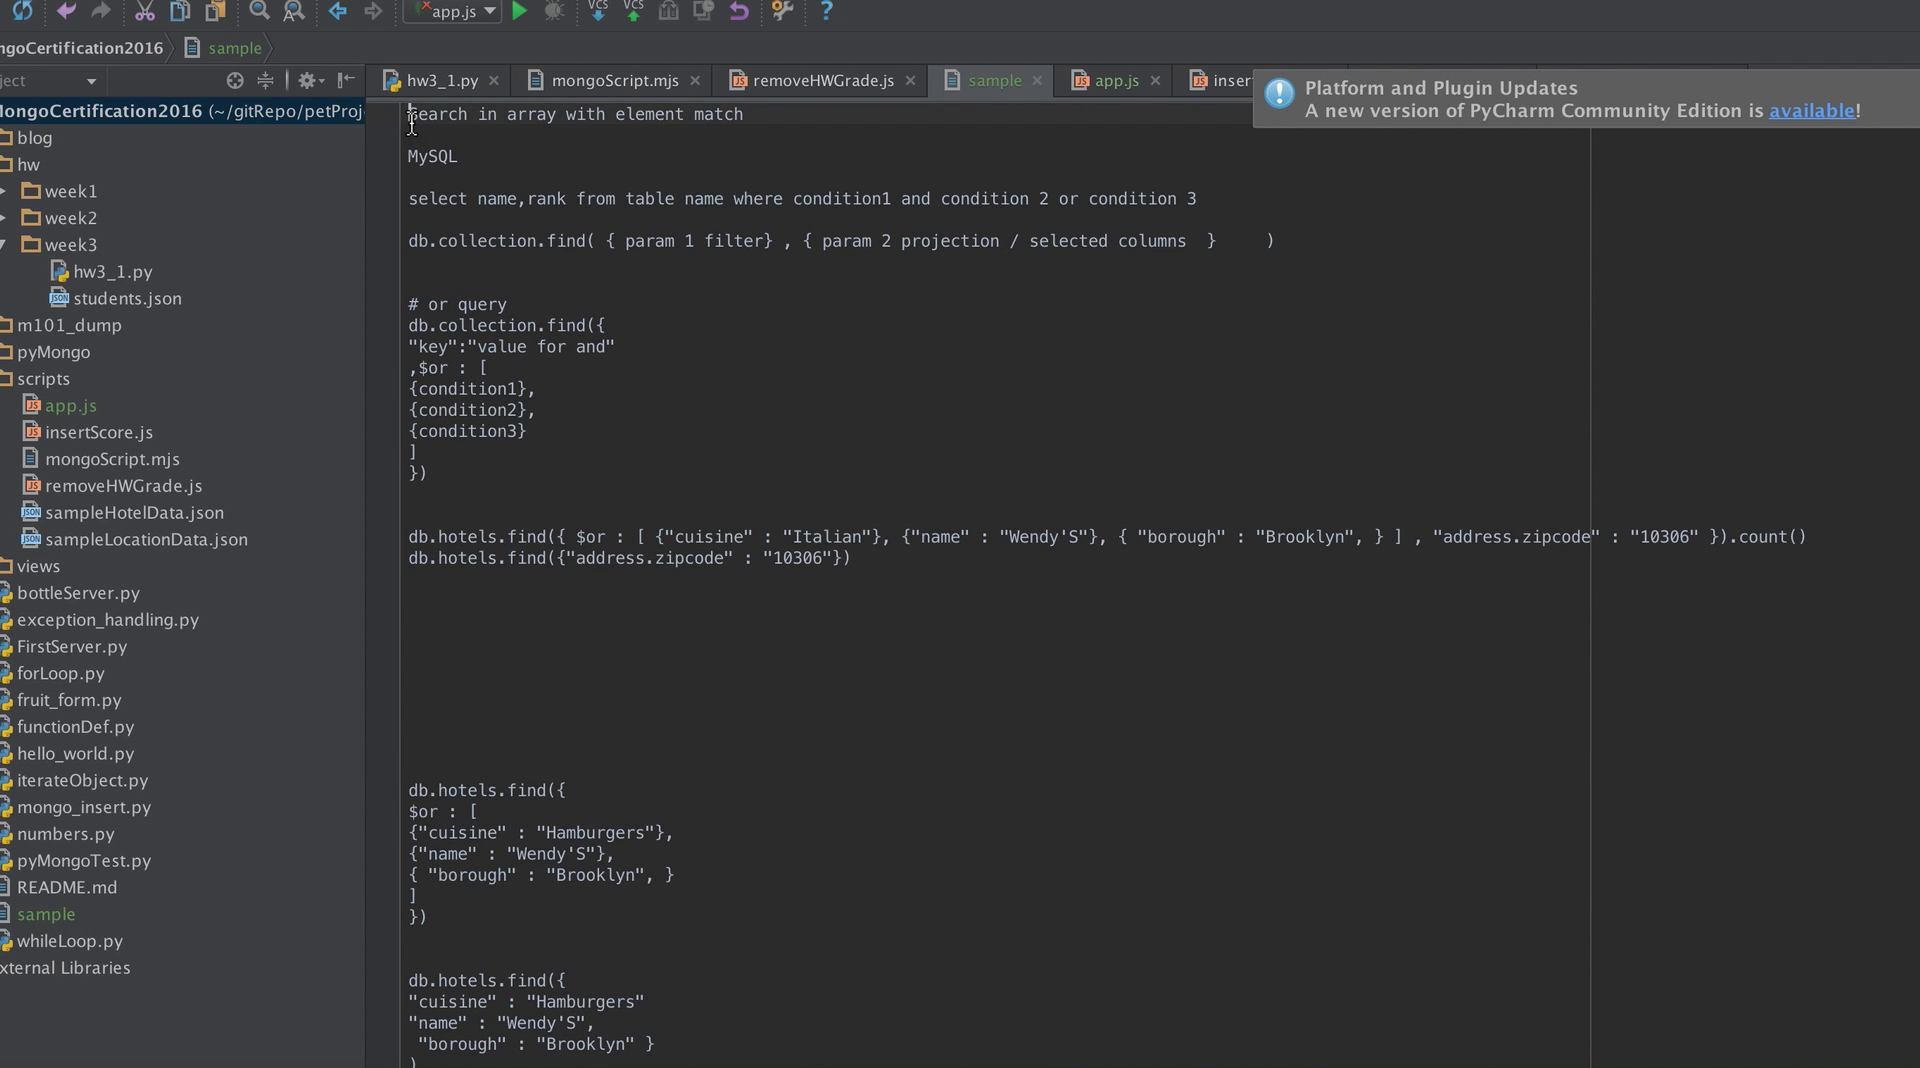 app.js
VCS VCS
?
ngoCertification2016 sample
ject
hw3_1.py mongoScript.mjs removeHWGrade.js sample app.js inser
Platform and Plugin Updates
A new version of PyCharm Community Edition is available!
MongoCertification2016 (~/gitRepo/petProj
blog
hw
week1
week2
week3
hw3_1.py
students.json
m101_dump
pyMongo
scripts
app.js
insertScore.js
mongoScript.mjs
removeHWGrade.js
sampleHotelData.json
sampleLocationData.json
views
bottleServer.py
exception_handling.py
FirstServer.py
forLoop.py
fruit_form.py
functionDef.py
hello_world.py
iterateObject.py
mongo_insert.py
numbers.py
pyMongoTest.py
README.md
sample
whileLoop.py
xternal Libraries
Search in array with element match
MySQL
select name,rank from table name where condition1 and condition 2 or condition 3
db.collection.find( { param 1 filter} , { param 2 projection / selected columns  }     )
# or query
db.collection.find({
"key":"value for and"
,$or : [
{condition1},
{condition2},
{condition3}
]
})
db.hotels.find({ $or : [ {"cuisine" : "Italian"}, {"name" : "Wendy'S"}, { "borough" : "Brooklyn", } ] , "address.zipcode" : "10306" }).count()
db.hotels.find({"address.zipcode" : "10306"})
db.hotels.find({
$or : [
{"cuisine" : "Hamburgers"},
{"name" : "Wendy'S"},
{ "borough" : "Brooklyn", }
]
})
db.hotels.find({
"cuisine" : "Hamburgers"
"name" : "Wendy'S",
"borough" : "Brooklyn" }
)